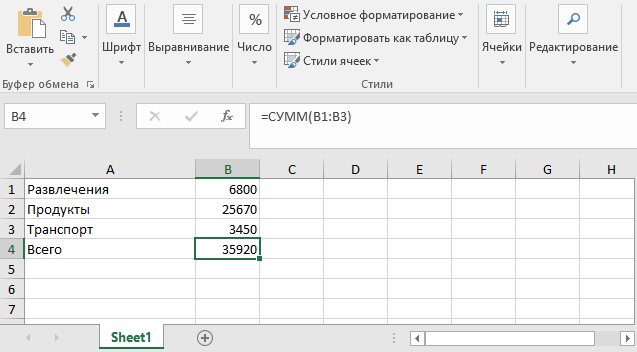 Вставить
Буфер обмена
Шрифт
Выравнивание
%
Число
Условное форматирование
Форматировать как таблицу
Стили ячеек
Стили
Ячейки
Редактирование
B4
fx
=СУММ(B1:B3)
A B C D E F G H
1 Развлечения 6800
2 Продукты 25670
3 Транспорт 3450
4 Всего 35920
5
6
7
Sheet1